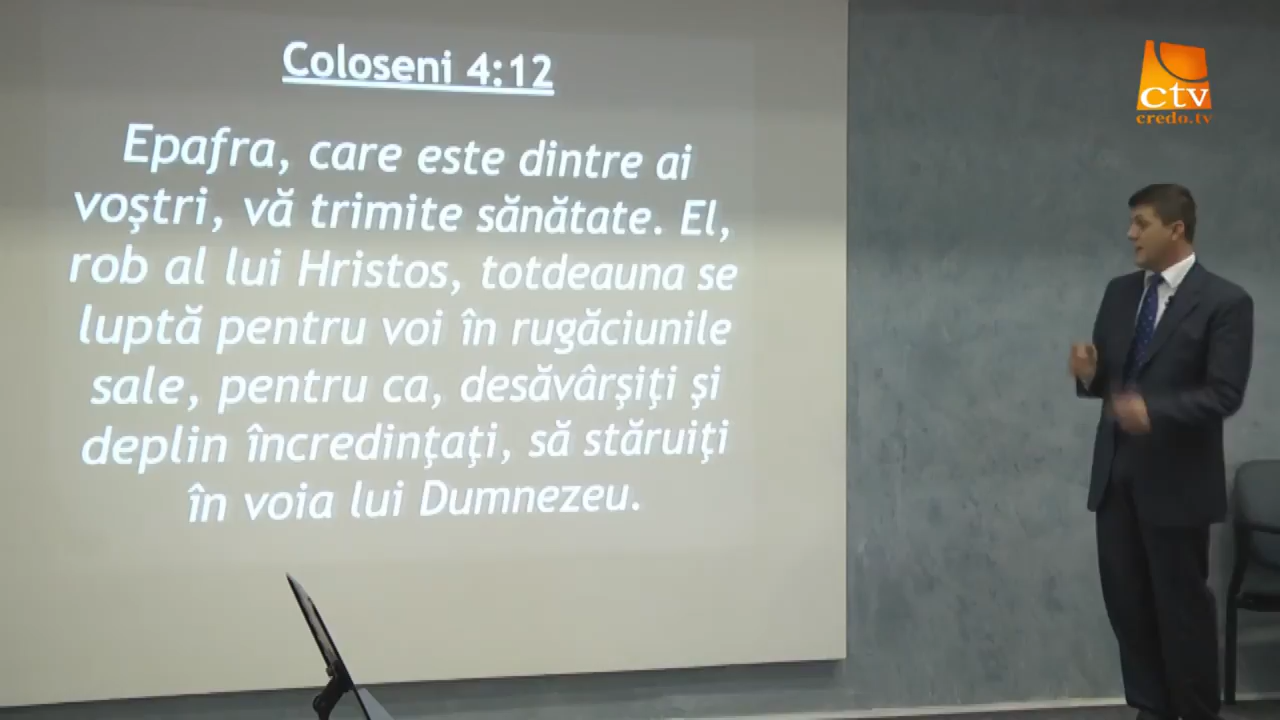 Coloseni 4:12
Epafra, care este dintre ai
voştri, vă trimite sănătate. El,
rob al lui Hristos, totdeauna se
luptă pentru voi în rugăciunile
sale, pentru ca, desăvârşiţi şi
deplin încredinţaţi, să stăruiţi
în voia lui Dumnezeu.
ctv
credo.tv